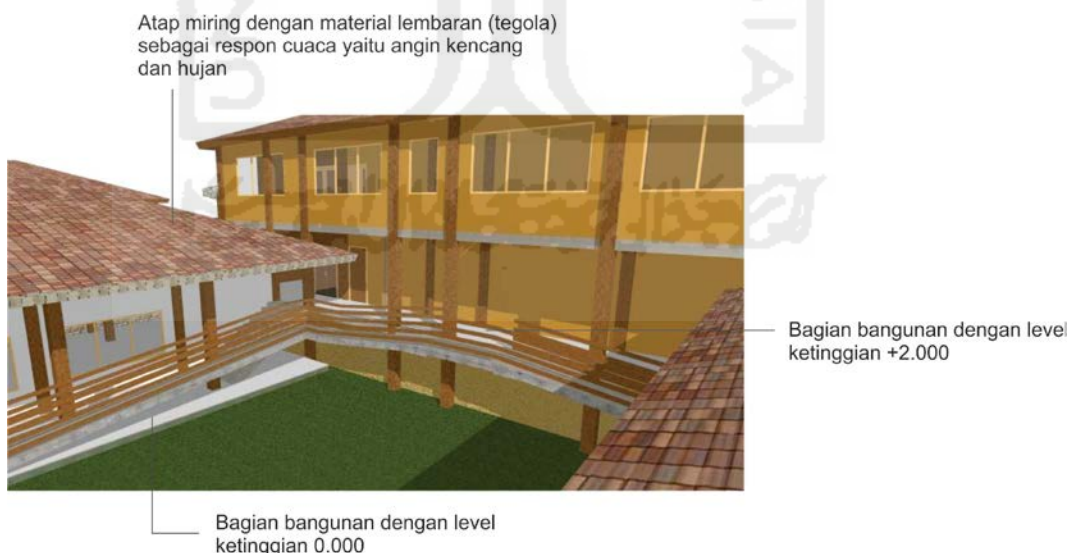 Atap miring dengan material lembaran (tegola)
sebagai respon cuaca yaitu angin kencang
dan hujan
Bagian bangunan dengan level
ketinggian +2.000
Bagian bangunan dengan level
ketinggian 0.000